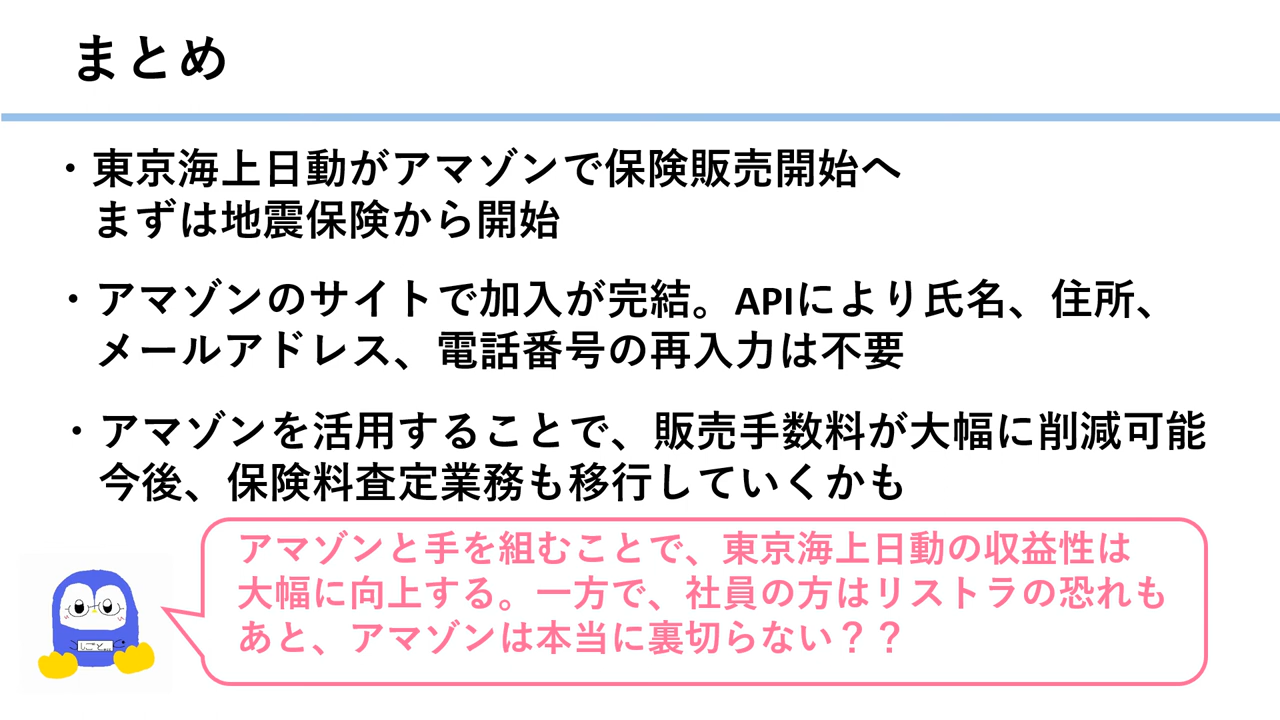 まとめ
・東京海上日動がアマゾンで保険販売開始へ
まずは地震保険から開始
・アマゾンのサイトで加入が完結。APIにより氏名、住所、
メールアドレス、電話番号の再入力は不要
・アマゾンを活用することで、販売手数料が大幅に削減可能
今後、保険料査定業務も移行していくかも
アマゾンと手を組むことで、東京海上日動の収益性は
大幅に向上する。一方で、社員の方はリストラの恐れも
あと、アマゾンは本当に裏切らない？？
しごと